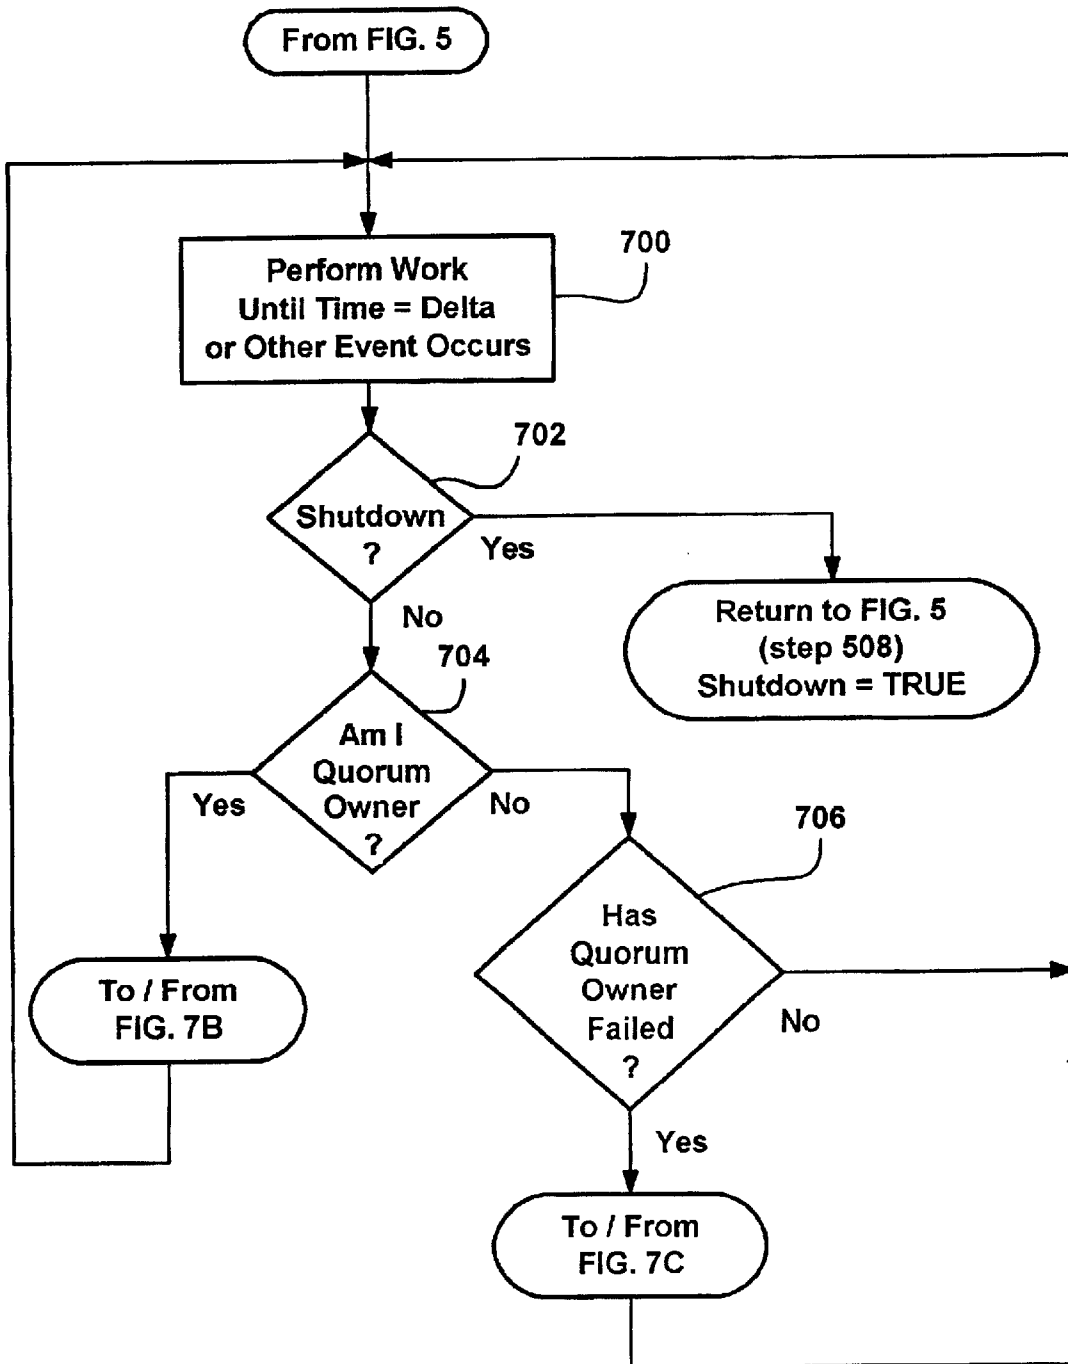 From FIG. 5
700
Perform Work
Until Time = Delta
or Other Event Occurs
702
Shutdown
?
Yes
No
Return to FIG. 5
(step 508)
Shutdown = TRUE
704
Am I
Quorum
Owner
?
Yes
No
706
Has
Quorum
Owner
Failed
?
No
Yes
To / From
FIG. 7B
To / From
FIG. 7C